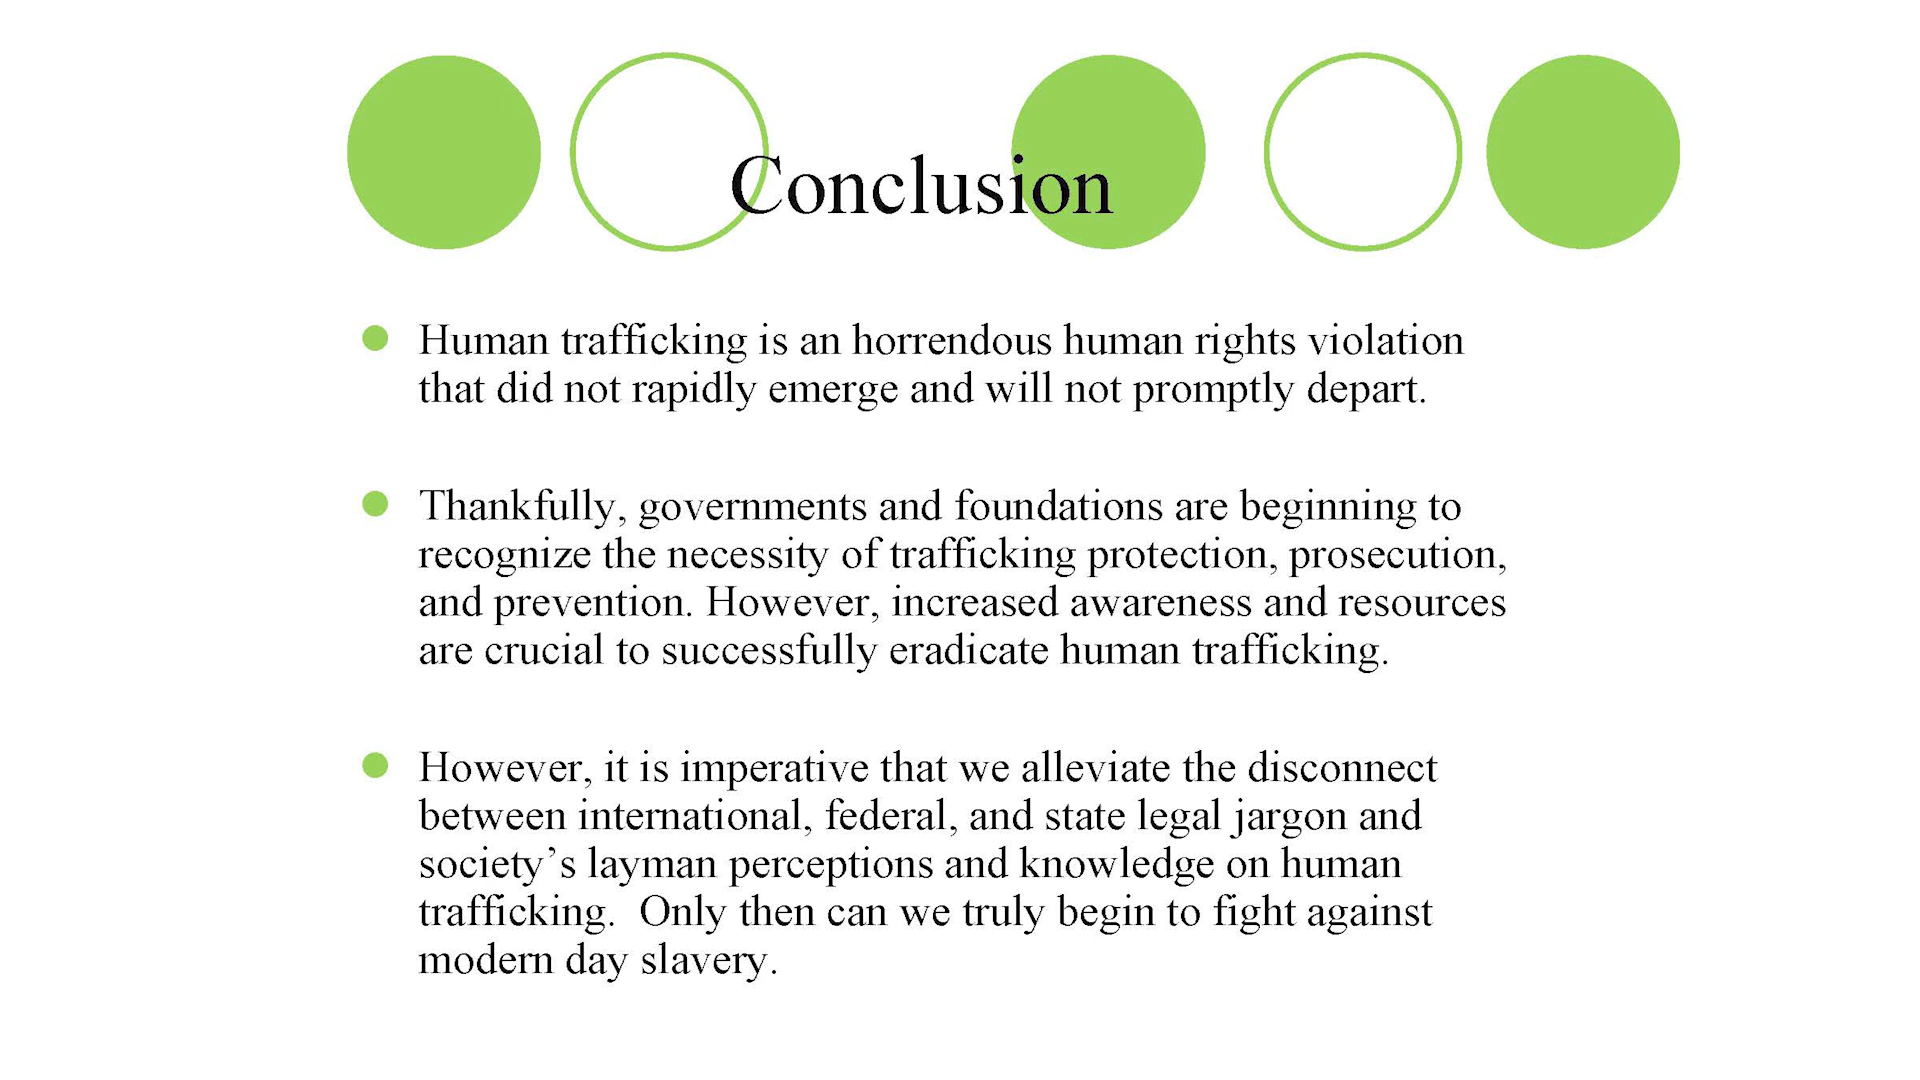 Conclusion
Human trafficking is an horrendous human rights violation
that did not rapidly emerge and will not promptly depart.
Thankfully, governments and foundations are beginning to
recognize the necessity of trafficking protection, prosecution,
and prevention. However, increased awareness and resources
are crucial to successfully eradicate human trafficking.
However, it is imperative that we alleviate the disconnect
between international, federal, and state legal jargon and
society’s layman perceptions and knowledge on human
trafficking.  Only then can we truly begin to fight against
modern day slavery.